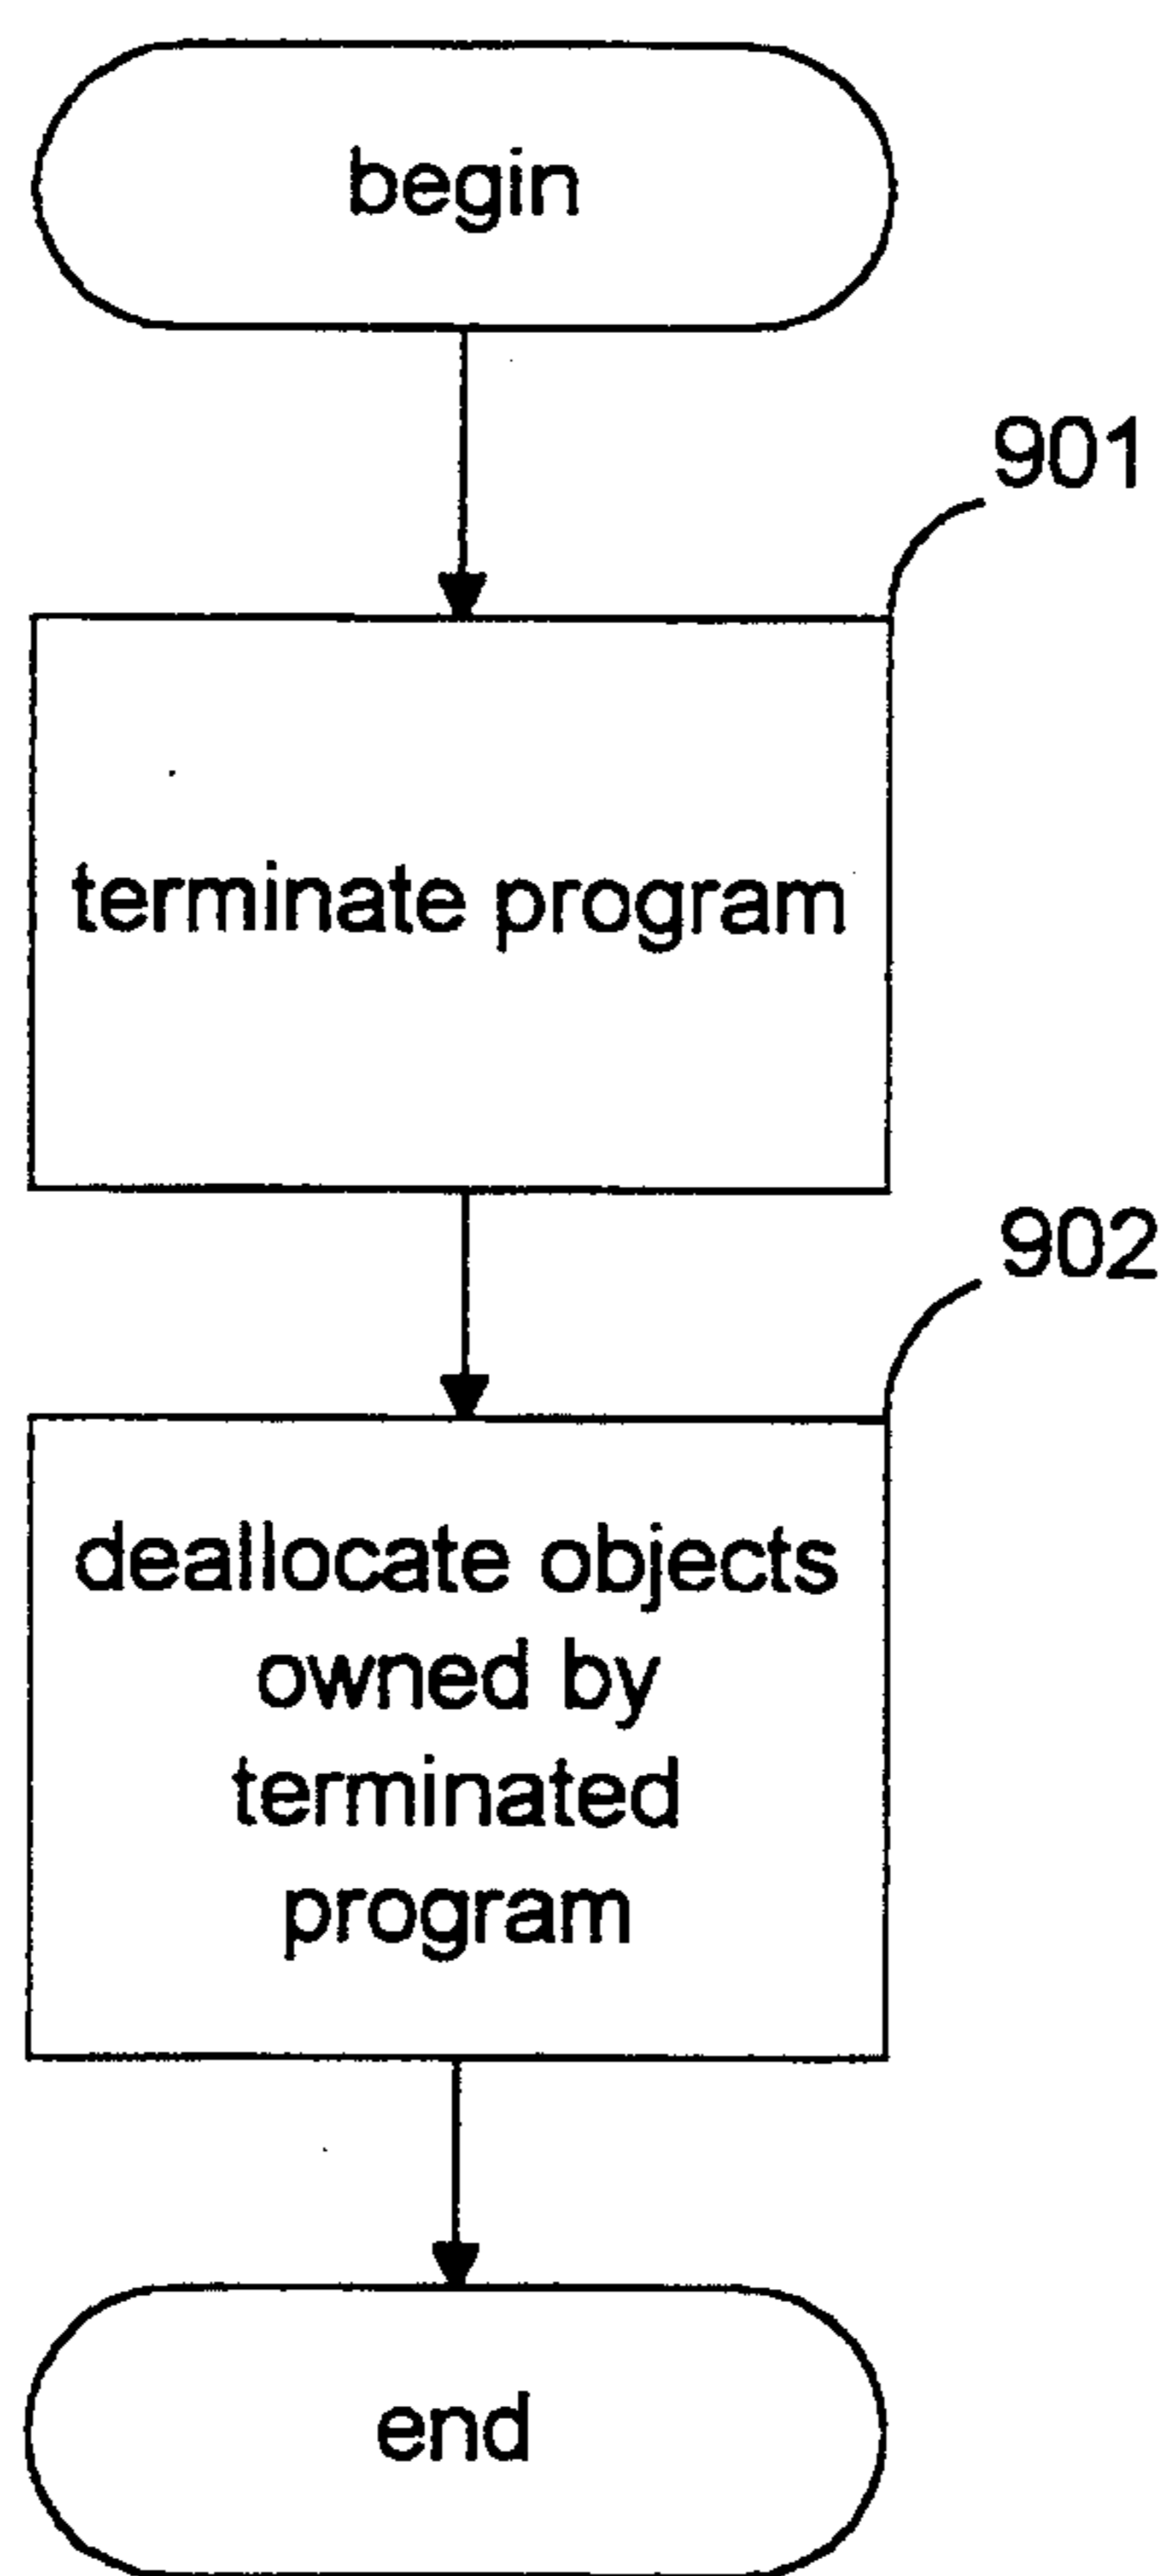 begin
901
terminate program
902
deallocate objects
owned by
terminated
program
end